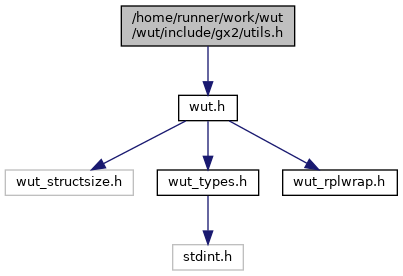 /home/runner/work/wut
/wut/include/gx2/utils.h
wut.h
wut_structsize.h
wut_types.h
wut_rplwrap.h
stdint.h